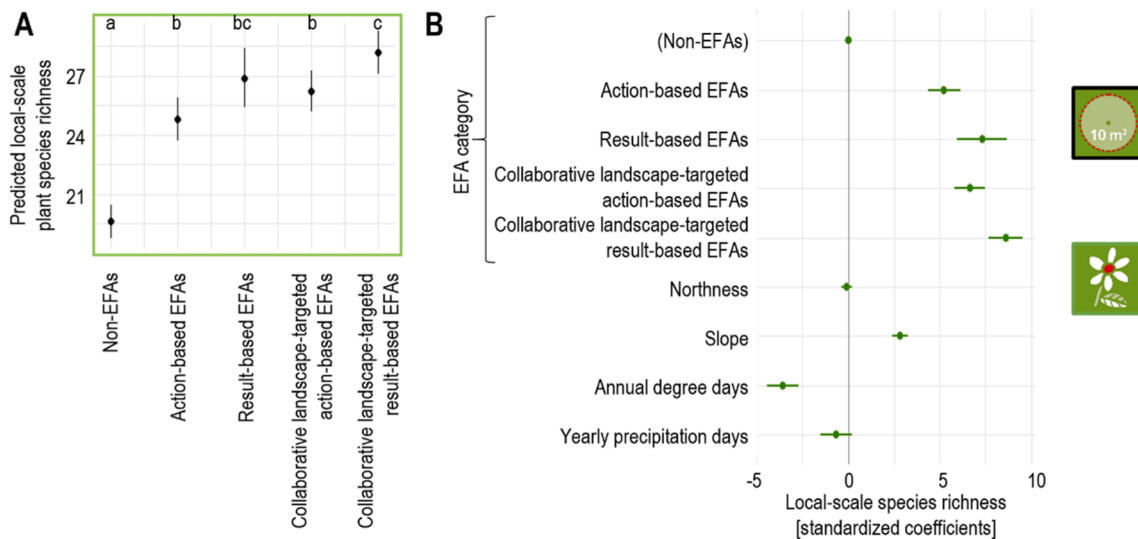 A
a b bc b c
Predicted local-scale
plant species richness
27
24
21
Non-EFAs
Action-based EFAs
Result-based EFAs
Collaborative landscape-targeted
action-based EFAs
Collaborative landscape-targeted
result-based EFAs
B
EFA category
(Non-EFAs)
Action-based EFAs
Result-based EFAs
Collaborative landscape-targeted
action-based EFAs
Collaborative landscape-targeted
result-based EFAs
Northness
Slope
Annual degree days
Yearly precipitation days
-5 0 5 10
Local-scale species richness
[standardized coefficients]
10 m²